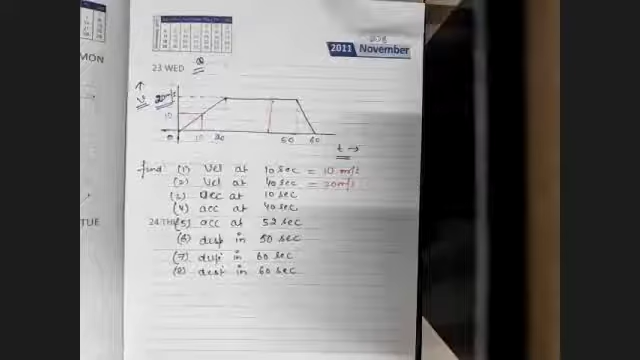 2011 November
23 WED Q
v 20 m/s
10
0 10 20 50 60
t →
find (1) Vel at 10 sec = 10 m/s
(2) Vel at 40 sec = 20 m/s
(3) acc at 10 sec
(4) acc at 40 sec
24 TH (5) acc at 52 sec
(6) disp in 50 sec
(7) disp in 60 sec
(8) dist in 60 sec
MON
TUE